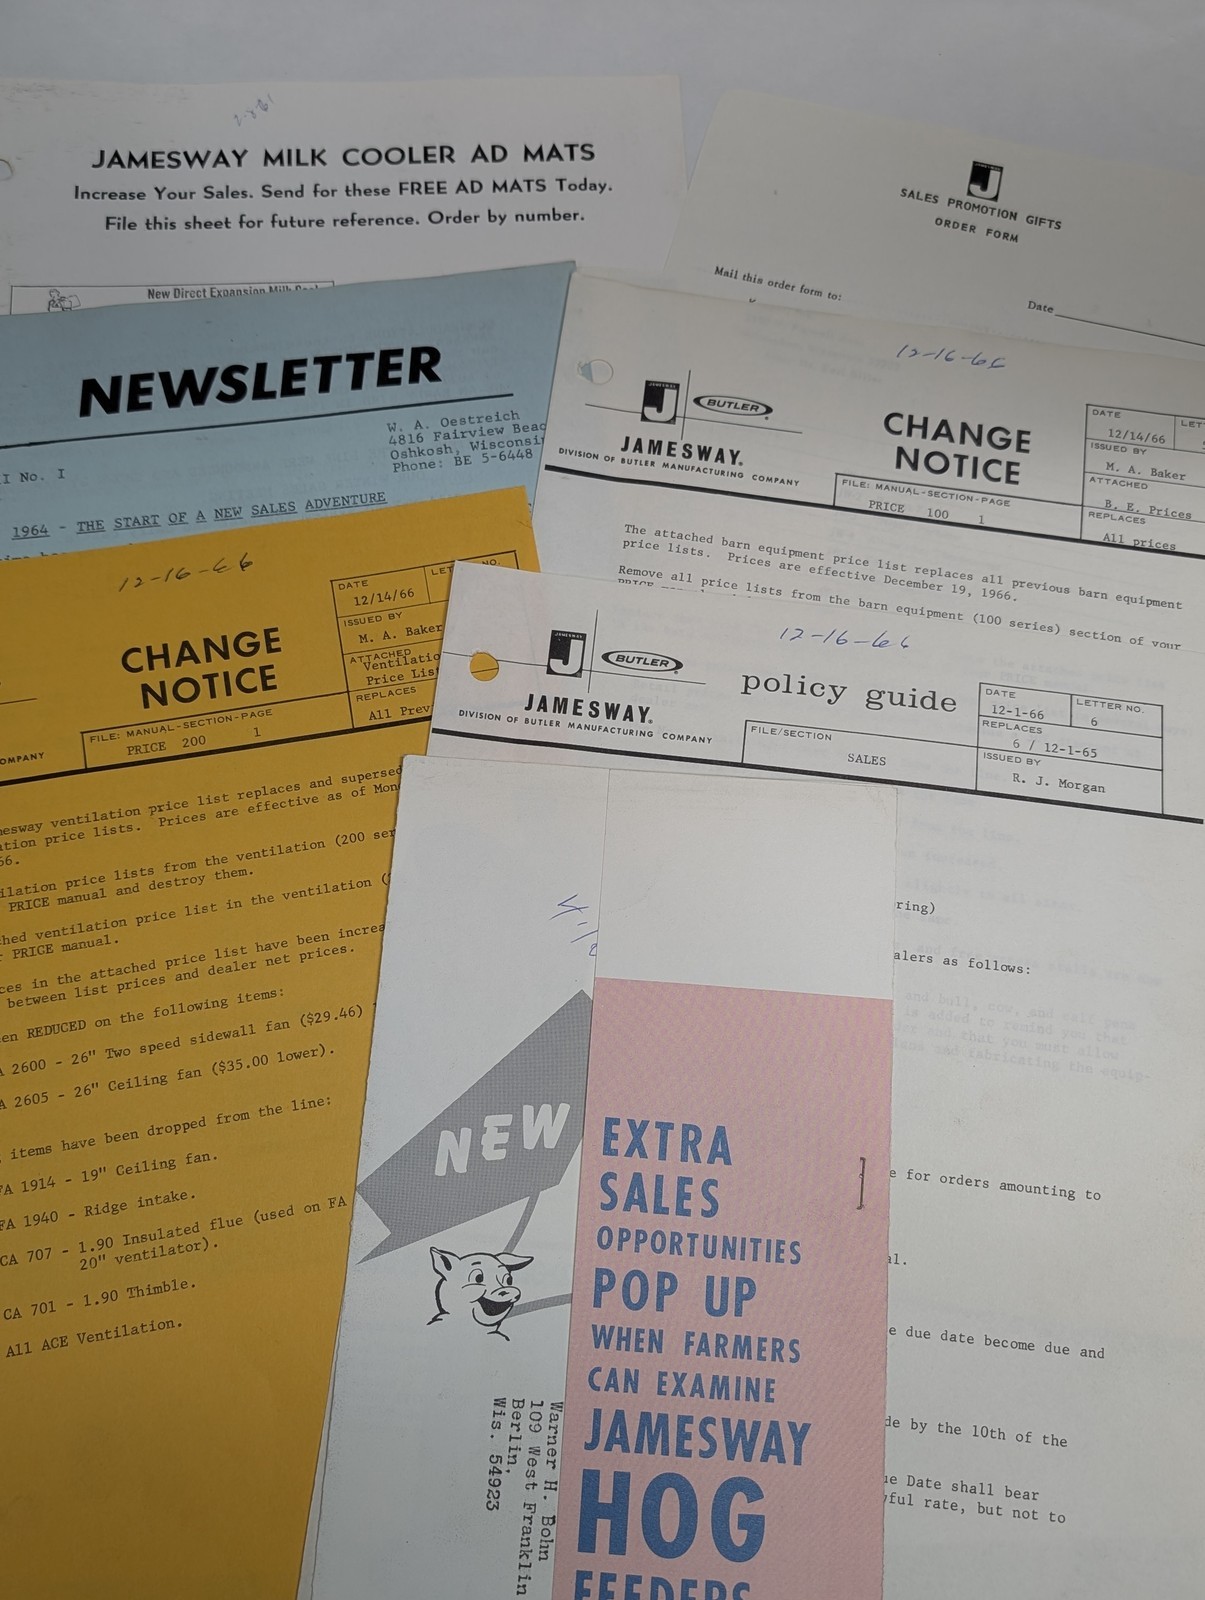 JAMESWAY MILK COOLER AD MATS
Increase Your Sales. Send for these FREE AD MATS Today.
File this sheet for future reference. Order by number.
New Direct Expansion Milk
J
SALES PROMOTION GIFTS
ORDER FORM
Mail this order form to:
Date
NEWSLETTER
W. A. Oestreich
4816 Fairview Beac
Oshkosh, Wisconsin
Phone: BE 5-6448
I No. I
1964 - THE START OF A NEW SALES ADVENTURE
12-16-66
JAMESWAY
J
BUTLER
JAMESWAY.
DIVISION OF BUTLER MANUFACTURING COMPANY
CHANGE
NOTICE
FILE: MANUAL-SECTION-PAGE
PRICE 100 1
DATE
12/14/66
LET
ISSUED BY
M. A. Baker
ATTACHED
B. E. Prices
REPLACES
All prices
The attached barn equipment price list replaces all previous barn equipment
price lists. Prices are effective December 19, 1966.
Remove all price lists from the barn equipment (100 series) section of your
12-16-66
CHANGE
NOTICE
OMPANY
FILE: MANUAL-SECTION-PAGE
PRICE 200 1
DATE
12/14/66
LET NO.
ISSUED BY
M. A. Baker
ATTACHED
Ventilatio
Price Lis
REPLACES
All Prev
mesway ventilation price list replaces and supersed
ation price lists. Prices are effective as of Mon
66.
ilation price lists from the ventilation (200 ser
PRICE manual and destroy them.
ched ventilation price list in the ventilation (
r PRICE manual.
ces in the attached price list have been increa
between list prices and dealer net prices.
en REDUCED on the following items:
A 2600 - 26" Two speed sidewall fan ($29.46)
A 2605 - 26" Ceiling fan ($35.00 lower).
items have been dropped from the line:
FA 1914 - 19" Ceiling fan.
FA 1940 - Ridge intake.
CA 707 - 1.90 Insulated flue (used on FA
20" ventilator).
CA 701 - 1.90 Thimble.
All ACE Ventilation.
12-16-66
JAMESWAY
J
BUTLER
JAMESWAY.
DIVISION OF BUTLER MANUFACTURING COMPANY
policy guide
FILE/SECTION
SALES
DATE
12-1-66
LETTER NO.
6
REPLACES
6 / 12-1-65
ISSUED BY
R. J. Morgan
ring)
alers as follows:
e for orders amounting to
al.
e due date become due and
de by the 10th of the
ue Date shall bear
wful rate, but not to
NEW
Warner H. Bohn
109 West Franklin
Berlin,
Wis. 54923
EXTRA
SALES
OPPORTUNITIES
POP UP
WHEN FARMERS
CAN EXAMINE
JAMESWAY
HOG
FEEDERS